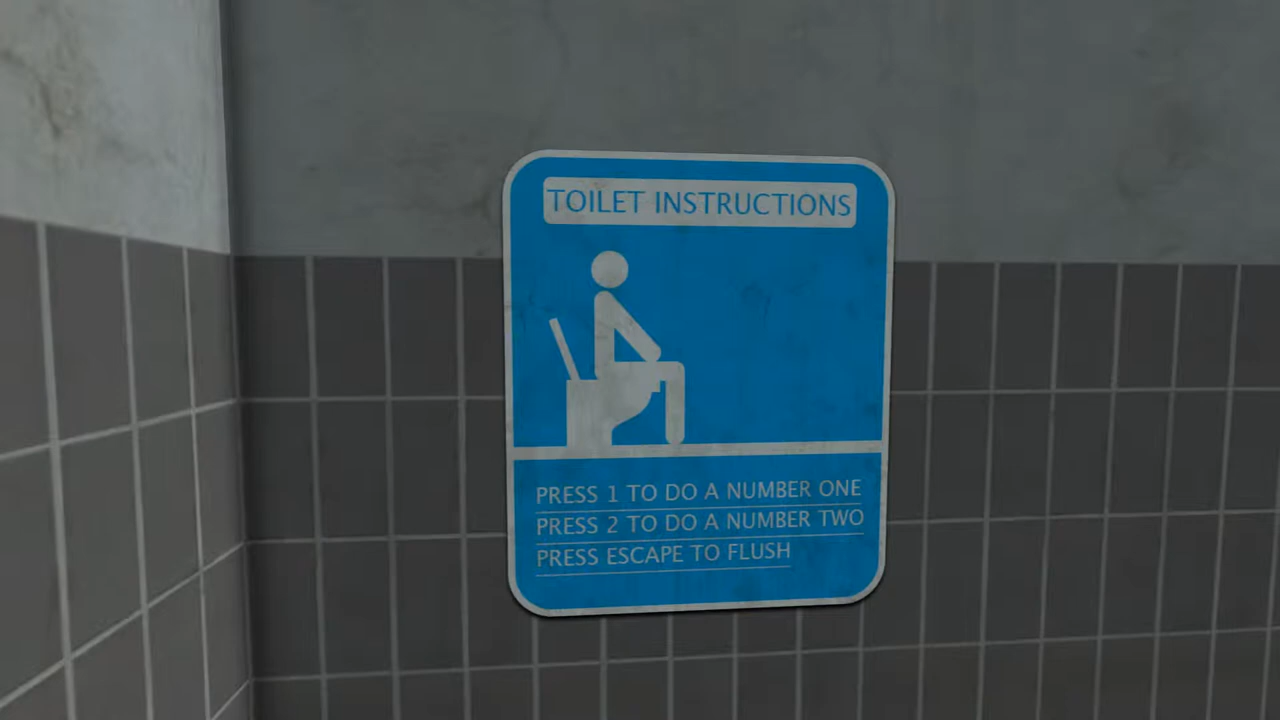 TOILET INSTRUCTIONS
PRESS 1 TO DO A NUMBER ONE
PRESS 2 TO DO A NUMBER TWO
PRESS ESCAPE TO FLUSH